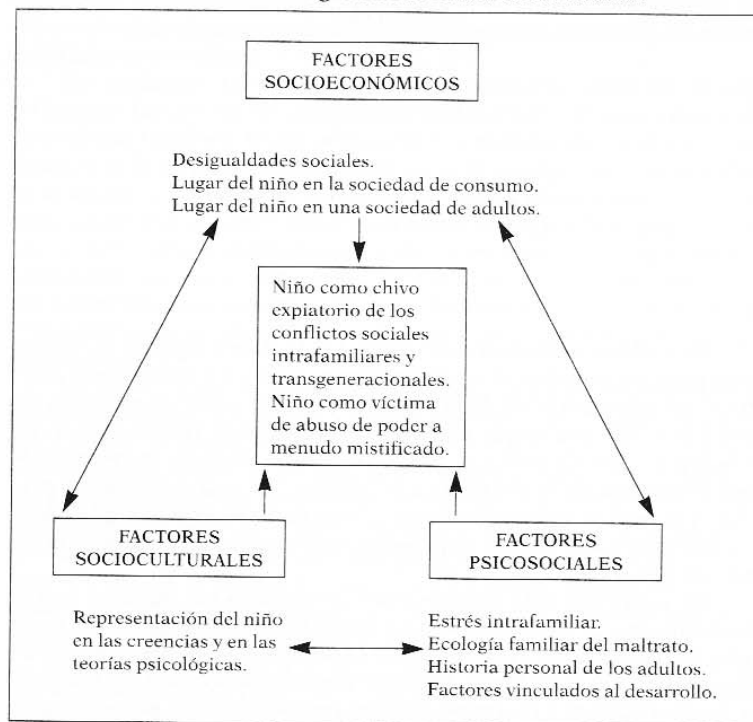 FACTORES
SOCIOECONÓMICOS
Desigualdades sociales.
Lugar del niño en la sociedad de consumo.
Lugar del niño en una sociedad de adultos.
Niño como chivo
expiatorio de los
conflictos sociales
intrafamiliares y
transgeneracionales.
Niño como víctima
de abuso de poder a
menudo mistificado.
FACTORES
SOCIOCULTURALES
Representación del niño
en las creencias y en las
teorías psicológicas.
FACTORES
PSICOSOCIALES
Estrés intrafamiliar.
Ecología familiar del maltrato.
Historia personal de los adultos.
Factores vinculados al desarrollo.